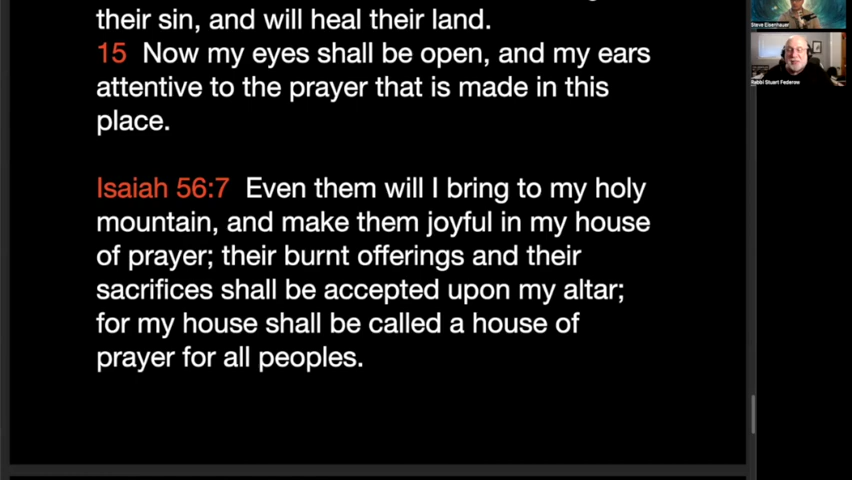 their sin, and will heal their land.
15 Now my eyes shall be open, and my ears
attentive to the prayer that is made in this
place.
Isaiah 56:7 Even them will I bring to my holy
mountain, and make them joyful in my house
of prayer; their burnt offerings and their
sacrifices shall be accepted upon my altar;
for my house shall be called a house of
prayer for all peoples.
Steve Eisenhauer
Rabbi Stuart Federow